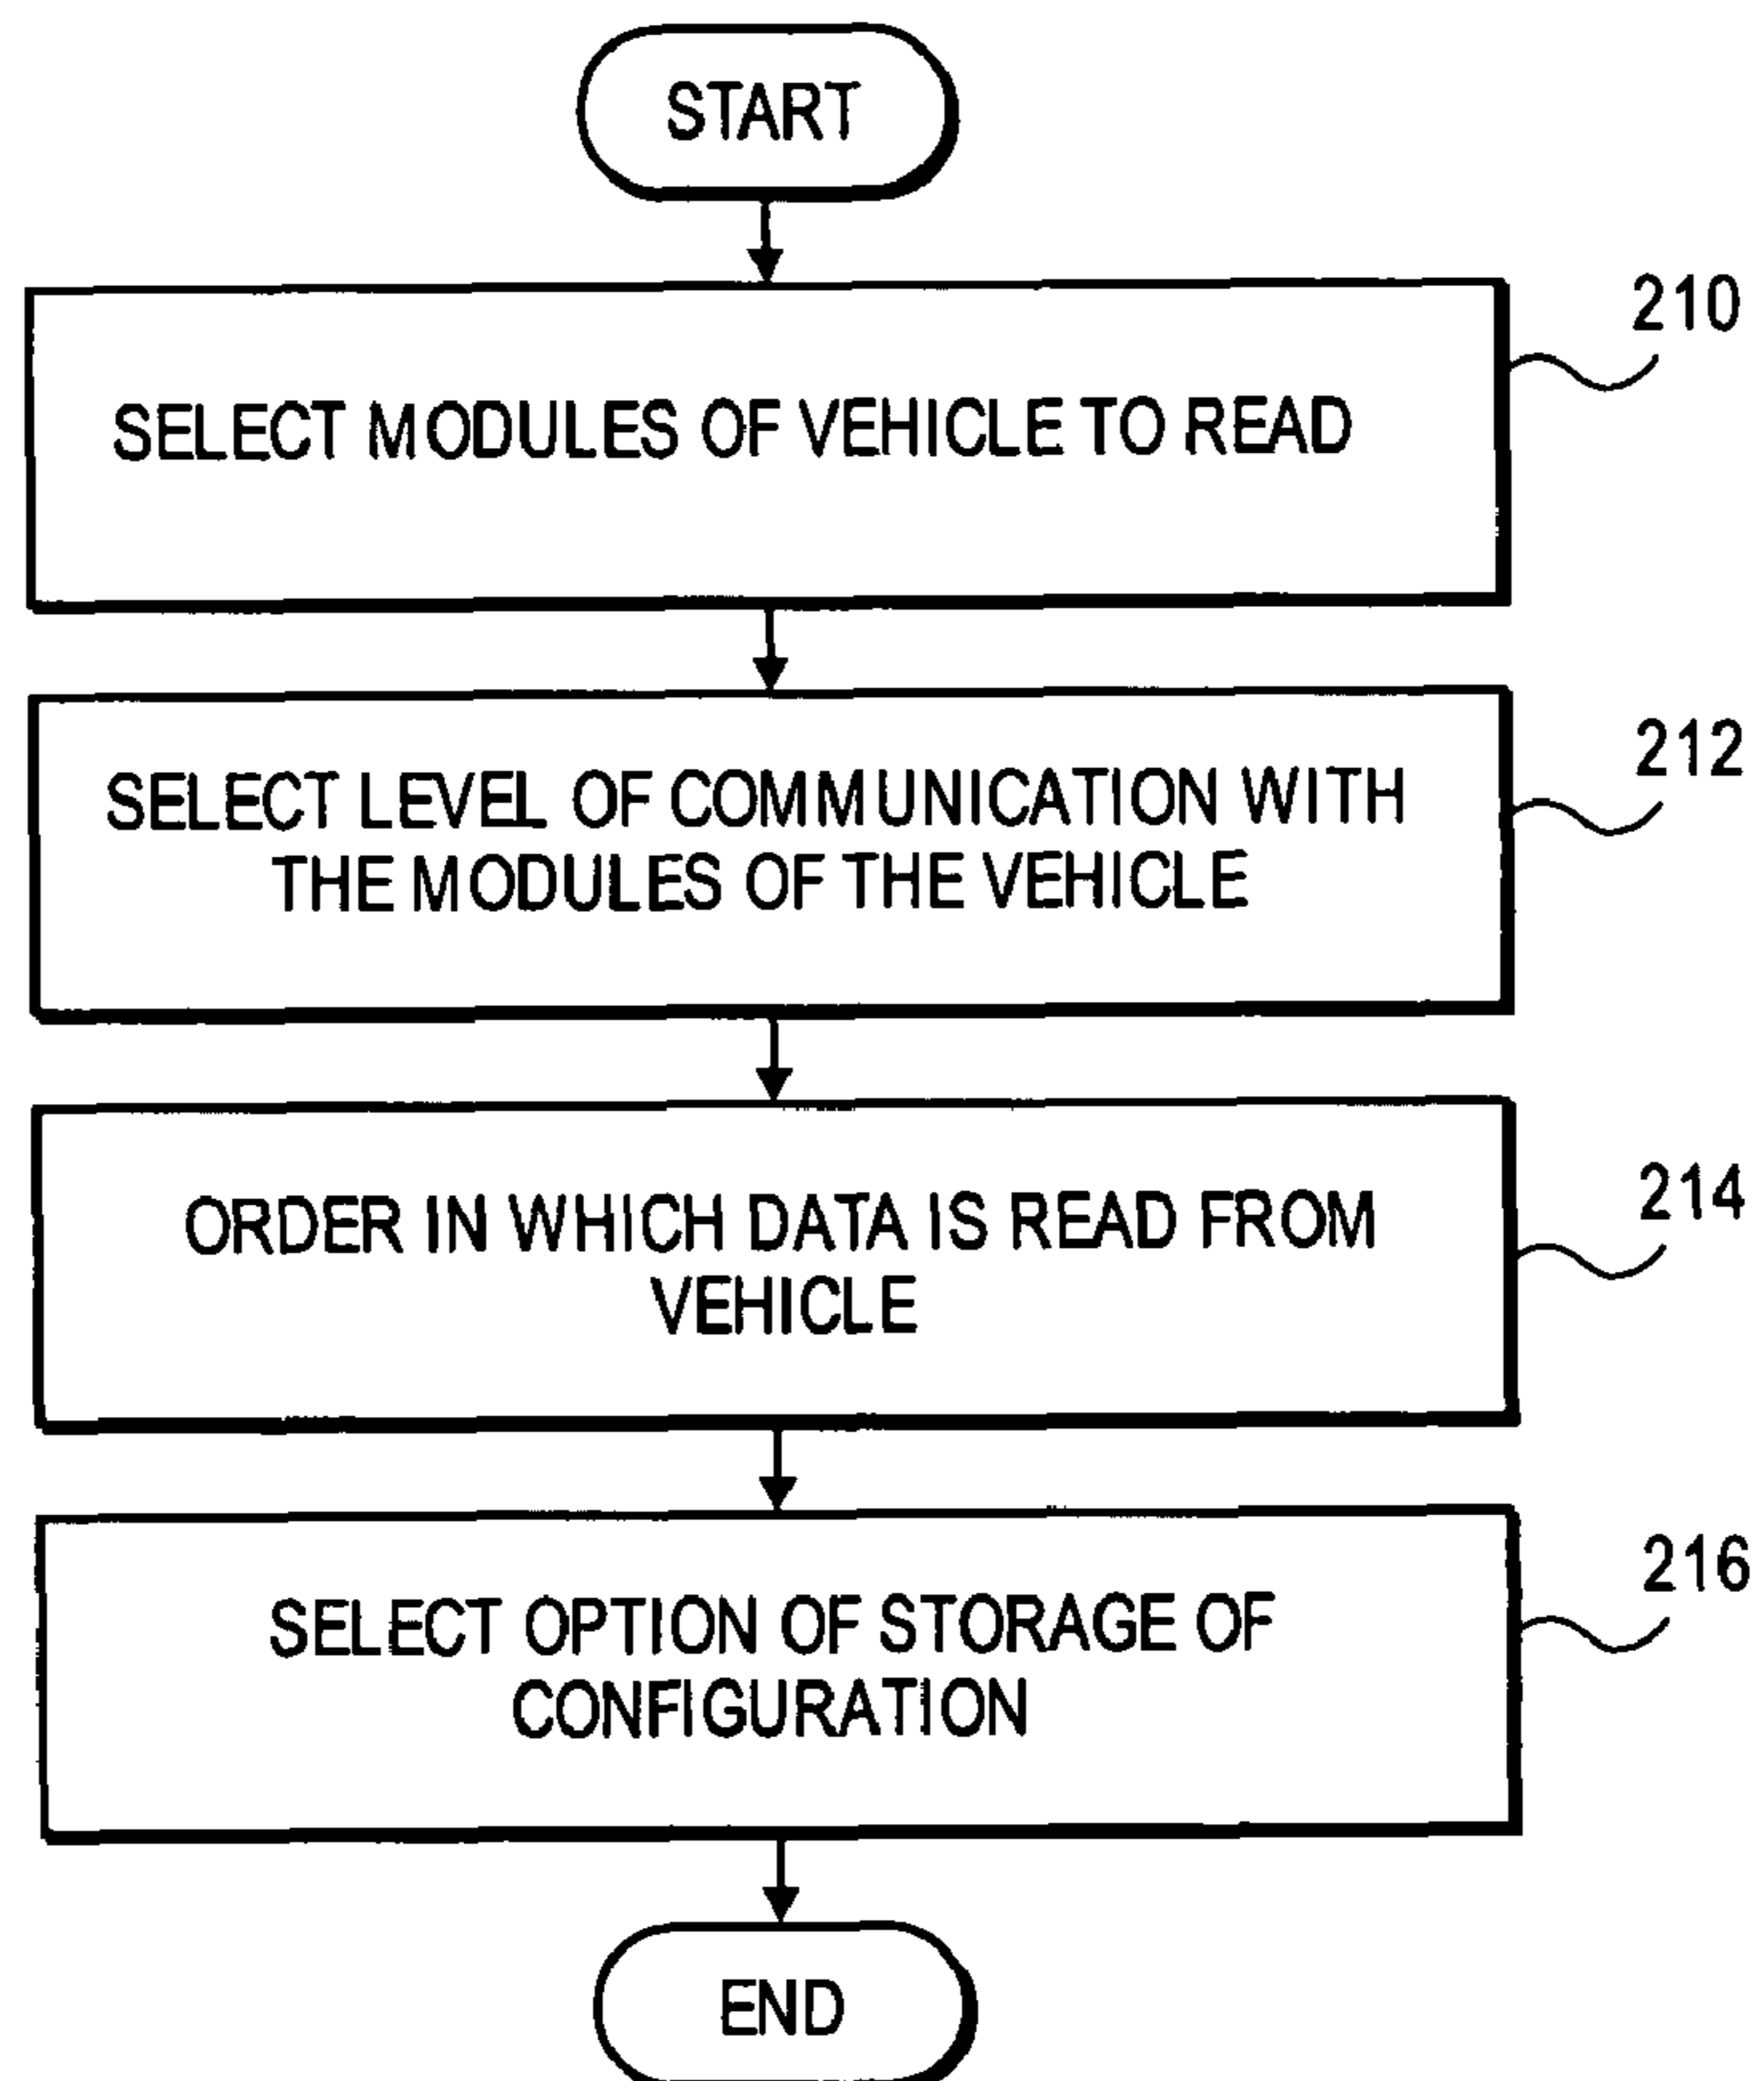 START
210
SELECT MODULES OF VEHICLE TO READ
212
SELECT LEVEL OF COMMUNICATION WITH
THE MODULES OF THE VEHICLE
214
ORDER IN WHICH DATA IS READ FROM
VEHICLE
216
SELECT OPTION OF STORAGE OF
CONFIGURATION
END